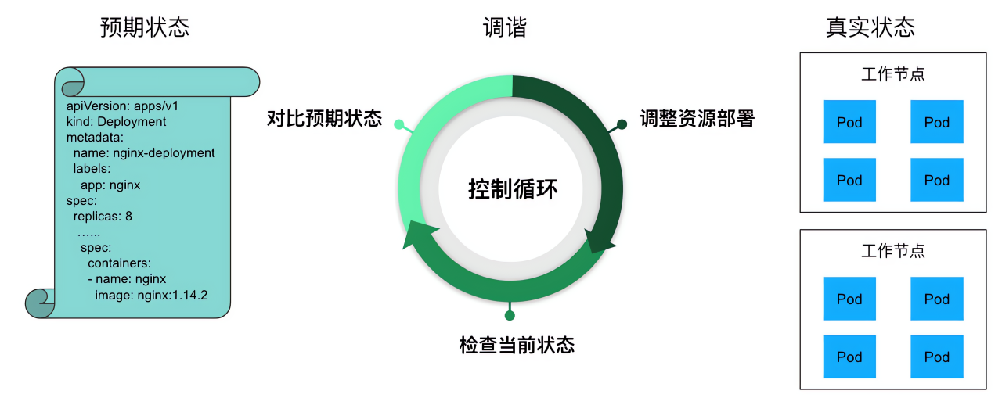 预期状态
apiVersion: apps/v1
kind: Deployment
metadata:
  name: nginx-deployment
  labels:
    app: nginx
spec:
  replicas: 8
  ......
    spec:
      containers:
      - name: nginx
        image: nginx:1.14.2
调谐
对比预期状态
调整资源部署
控制循环
检查当前状态
真实状态
工作节点
Pod Pod
Pod Pod
工作节点
Pod Pod
Pod Pod